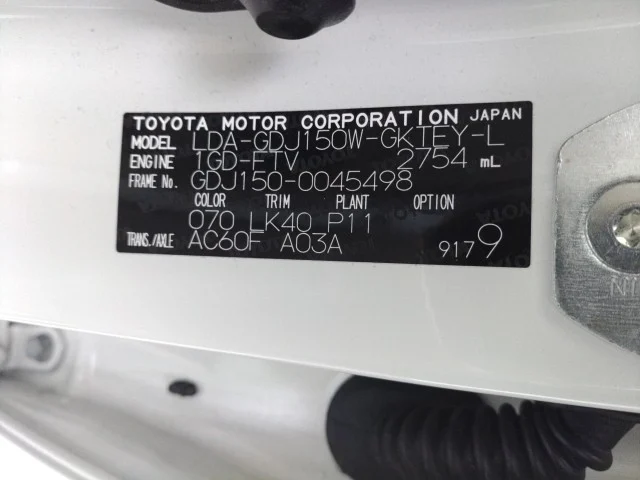 TOYOTA MOTOR CORPORATION JAPAN
MODEL LDA-GDJ150W-GKTEY-L
ENGINE 1GD-FTV 2754 mL
FRAME No. GDJ150-0045498
COLOR TRIM PLANT OPTION
070 LK40 P11
TRANS./AXLE AC60F A03A
9179